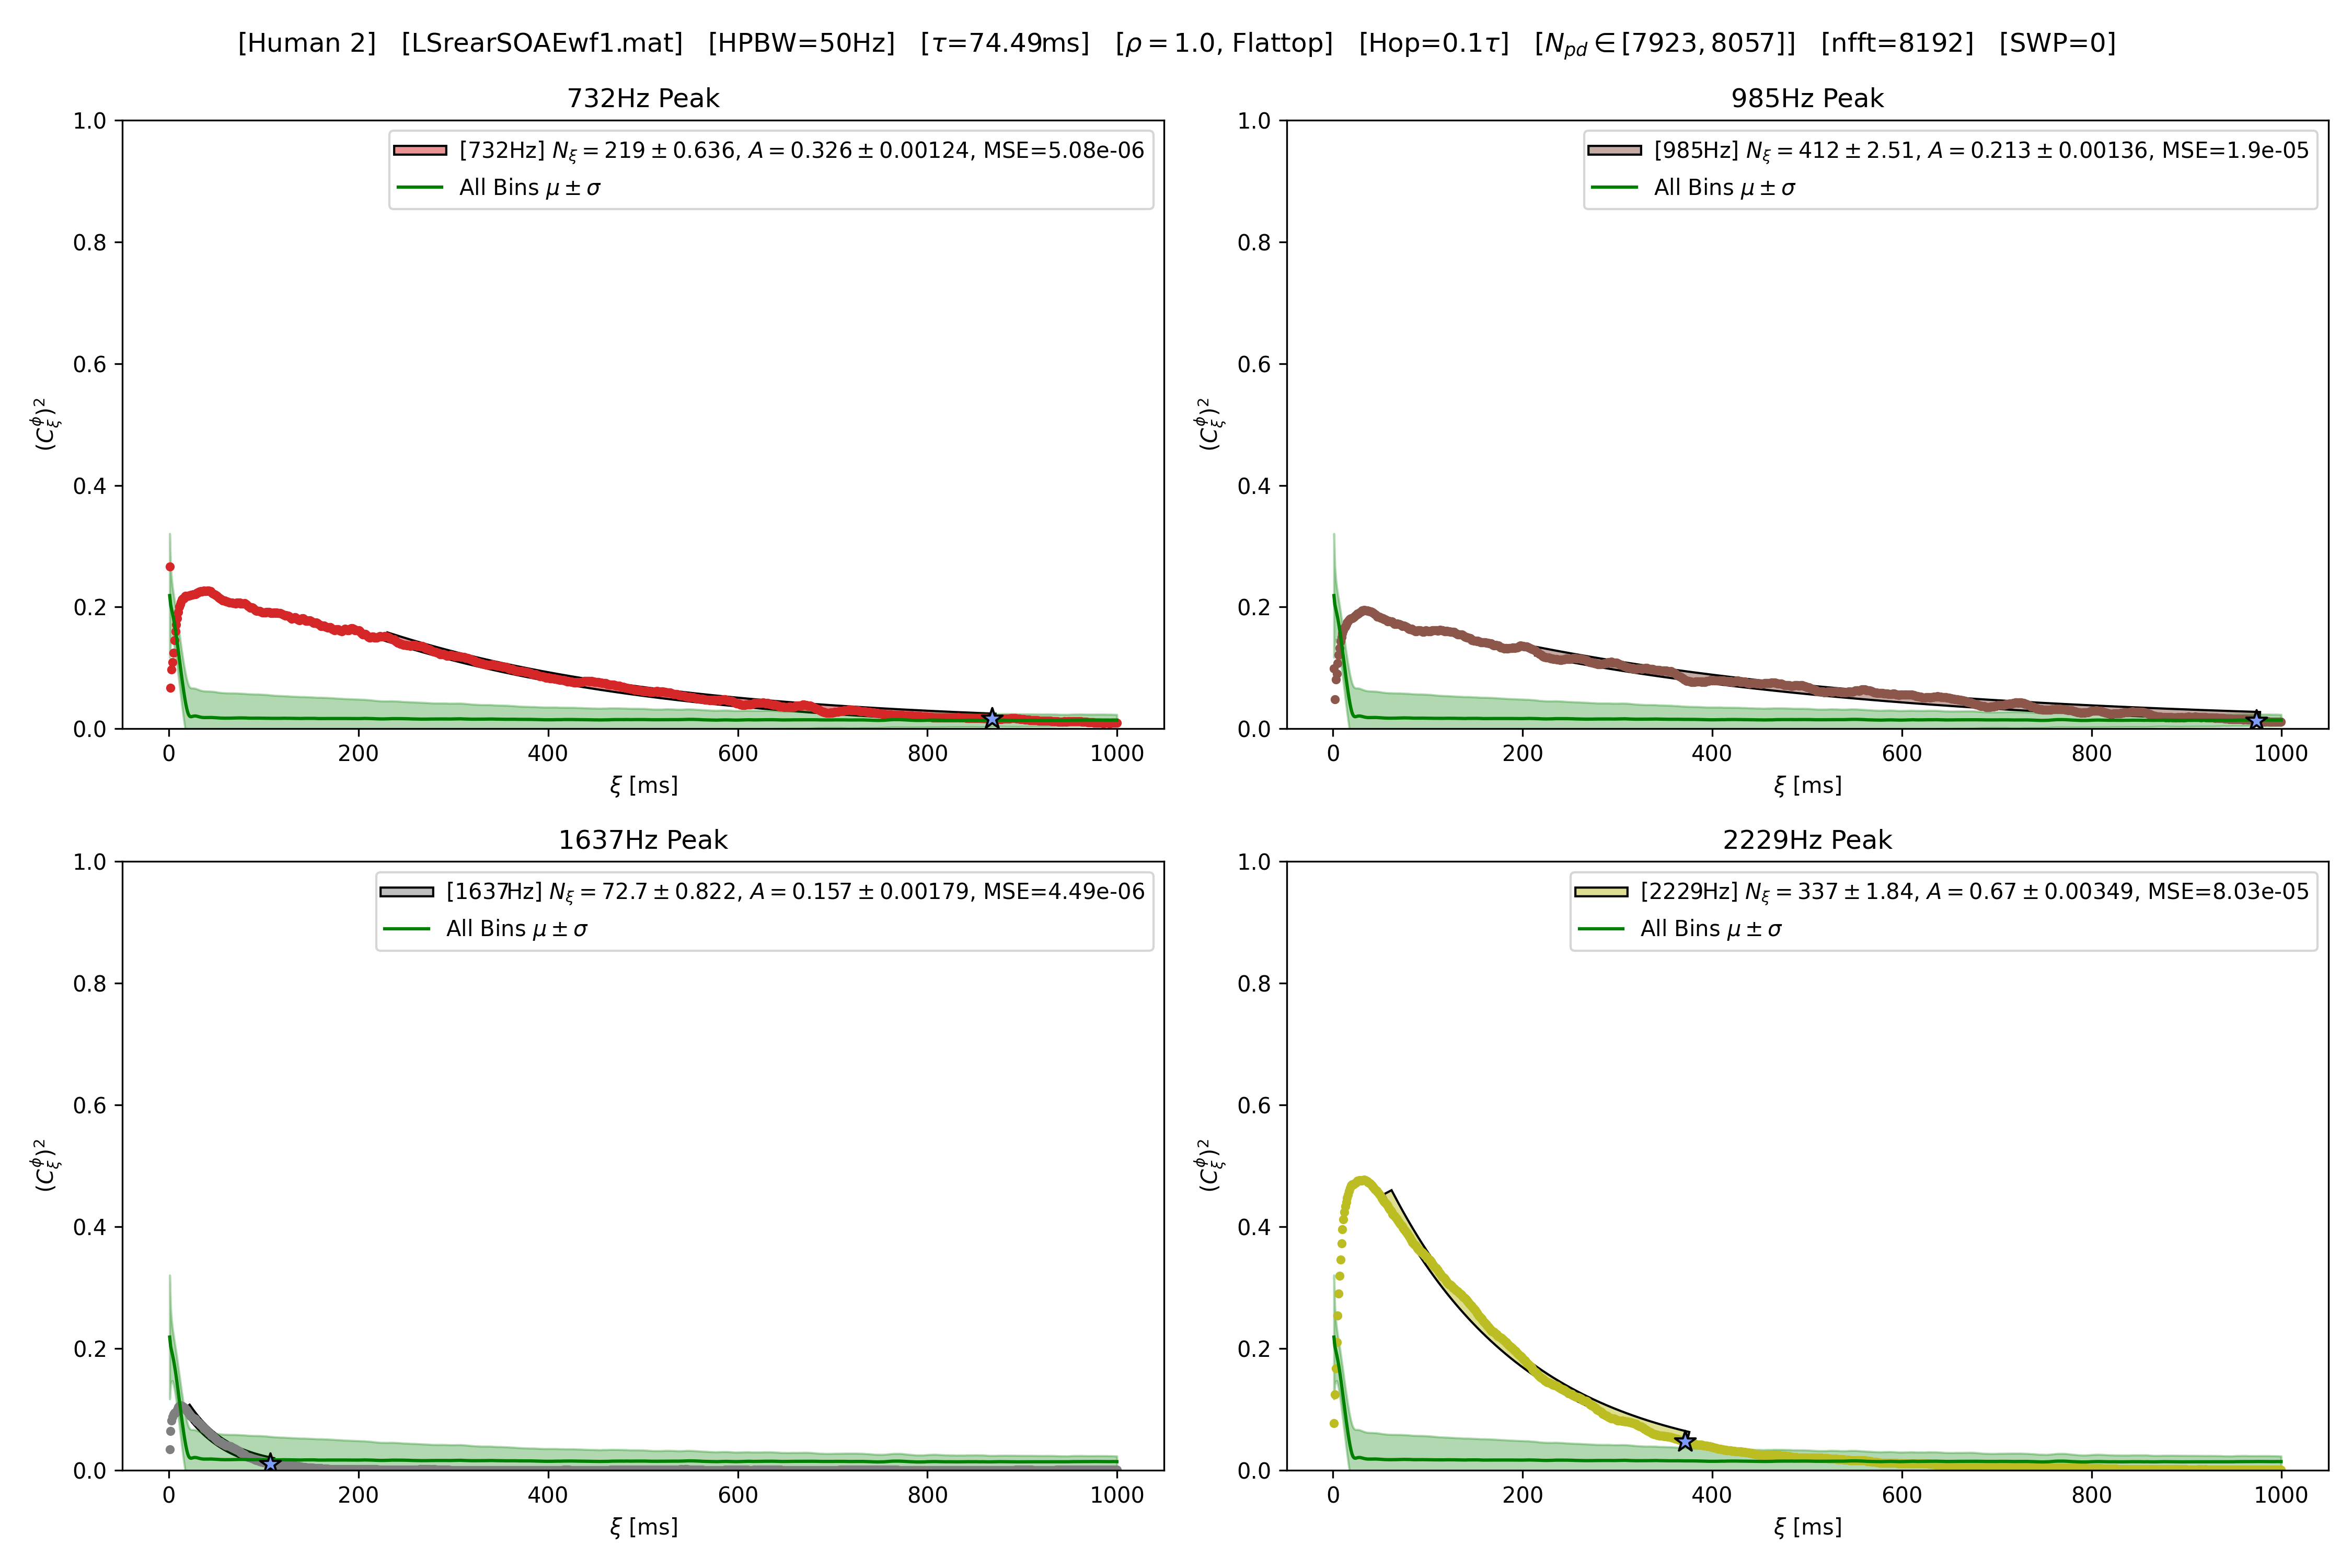 [Human 2] [LSrearSOAEwf1.mat] [HPBW=50Hz] [τ=74.49ms] [ρ = 1.0, Flattop] [Hop=0.1τ] [N_pd ∈ [7923, 8057]] [nfft=8192] [SWP=0]
732Hz Peak
[732Hz] N_ξ = 219 ± 0.636, A = 0.326 ± 0.00124, MSE=5.08e-06
All Bins μ ± σ
1.0
0.8
0.6
0.4
0.2
0.0
(C_ξ^ϕ)²
0 200 400 600 800 1000
ξ [ms]
985Hz Peak
[985Hz] N_ξ = 412 ± 2.51, A = 0.213 ± 0.00136, MSE=1.9e-05
All Bins μ ± σ
1.0
0.8
0.6
0.4
0.2
0.0
(C_ξ^ϕ)²
0 200 400 600 800 1000
ξ [ms]
1637Hz Peak
[1637Hz] N_ξ = 72.7 ± 0.822, A = 0.157 ± 0.00179, MSE=4.49e-06
All Bins μ ± σ
1.0
0.8
0.6
0.4
0.2
0.0
(C_ξ^ϕ)²
0 200 400 600 800 1000
ξ [ms]
2229Hz Peak
[2229Hz] N_ξ = 337 ± 1.84, A = 0.67 ± 0.00349, MSE=8.03e-05
All Bins μ ± σ
1.0
0.8
0.6
0.4
0.2
0.0
(C_ξ^ϕ)²
0 200 400 600 800 1000
ξ [ms]